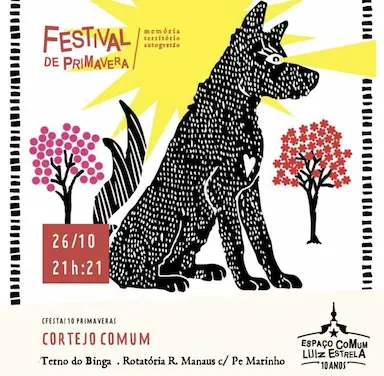 FESTIVAL
DE PRIMAVERA
memória
território
autogestão
26/10
21h:21
(FESTA) 10 PRIMAVERAS
CORTEJO COMUM
Terno do Binga . Rotatória R. Manaus c/ Pe Marinho
ESPAÇO COMUM
LUIZ ESTRELA
10 ANOS